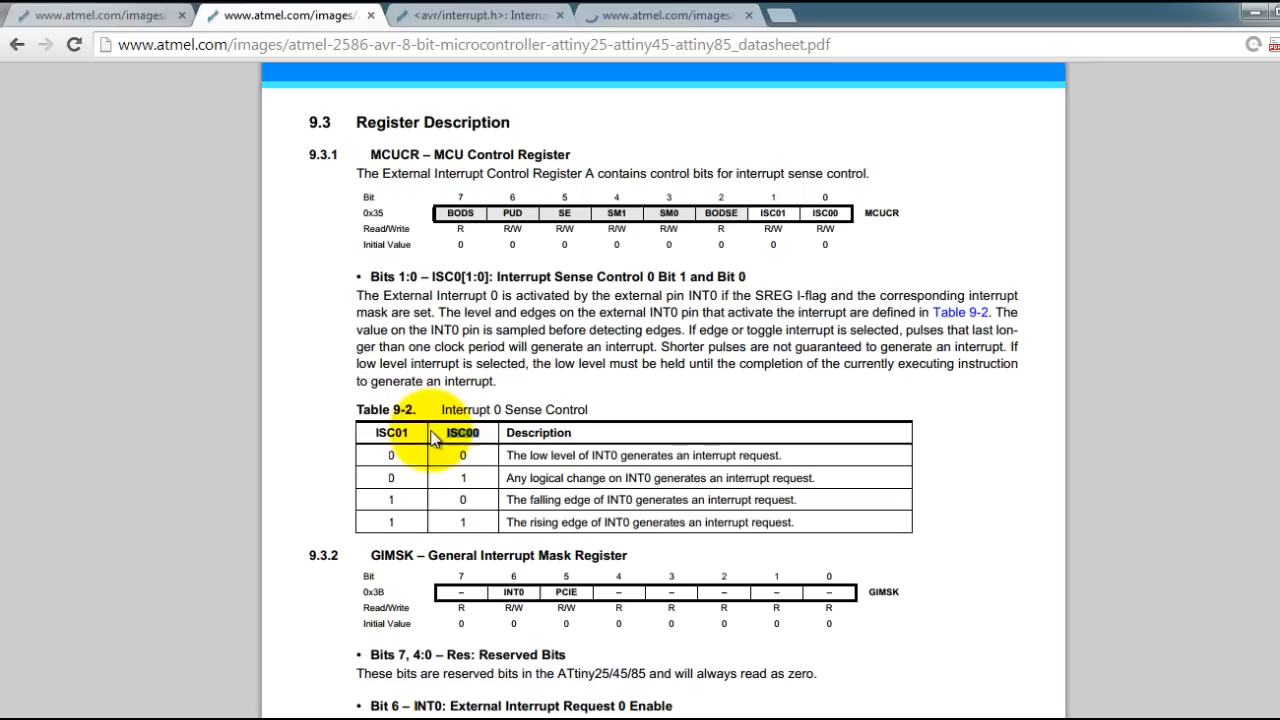 www.atmel.com/images/
www.atmel.com/images/
<avr/interrupt.h>: Interru
www.atmel.com/images
www.atmel.com/images/atmel-2586-avr-8-bit-microcontroller-attiny25-attiny45-attiny85_datasheet.pdf
9.3 Register Description
9.3.1 MCUCR – MCU Control Register
The External Interrupt Control Register A contains control bits for interrupt sense control.
Bit 7 6 5 4 3 2 1 0
0x35 BODS PUD SE SM1 SM0 BODSE ISC01 ISC00 MCUCR
Read/Write R R/W R/W R/W R/W R R/W R/W
Initial Value 0 0 0 0 0 0 0 0
• Bits 1:0 – ISC0[1:0]: Interrupt Sense Control 0 Bit 1 and Bit 0
The External Interrupt 0 is activated by the external pin INT0 if the SREG I-flag and the corresponding interrupt
mask are set. The level and edges on the external INT0 pin that activate the interrupt are defined in Table 9-2. The
value on the INT0 pin is sampled before detecting edges. If edge or toggle interrupt is selected, pulses that last lon-
ger than one clock period will generate an interrupt. Shorter pulses are not guaranteed to generate an interrupt. If
low level interrupt is selected, the low level must be held until the completion of the currently executing instruction
to generate an interrupt.
Table 9-2. Interrupt 0 Sense Control
ISC01 ISC00 Description
0 0 The low level of INT0 generates an interrupt request.
0 1 Any logical change on INT0 generates an interrupt request.
1 0 The falling edge of INT0 generates an interrupt request.
1 1 The rising edge of INT0 generates an interrupt request.
9.3.2 GIMSK – General Interrupt Mask Register
Bit 7 6 5 4 3 2 1 0
0x3B – INT0 PCIE – – – – – GIMSK
Read/Write R R/W R/W R R R R R
Initial Value 0 0 0 0 0 0 0 0
• Bits 7, 4:0 – Res: Reserved Bits
These bits are reserved bits in the ATtiny25/45/85 and will always read as zero.
• Bit 6 – INT0: External Interrupt Request 0 Enable